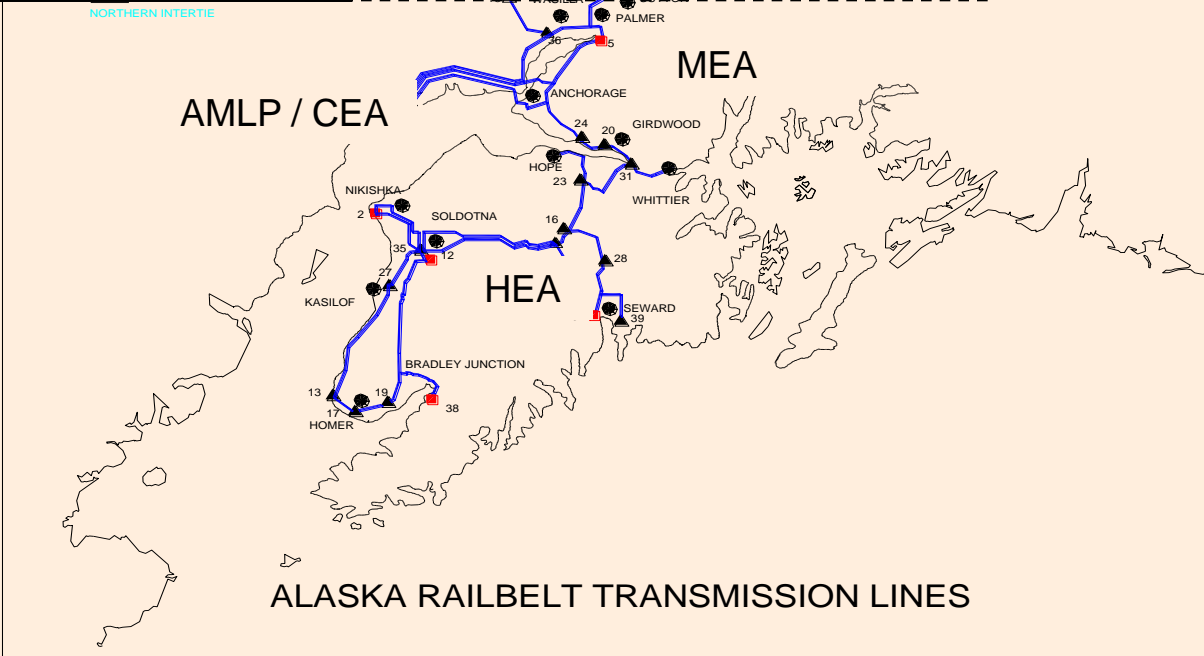 NORTHERN INTERTIE
PALMER
36
5
MEA
ANCHORAGE
AMLP / CEA
24
20
GIRDWOOD
HOPE
23
31
WHITTIER
NIKISHKA
2
SOLDOTNA
16
35
12
28
27
HEA
KASILOF
SEWARD
39
BRADLEY JUNCTION
13
19
17
38
HOMER
ALASKA RAILBELT TRANSMISSION LINES